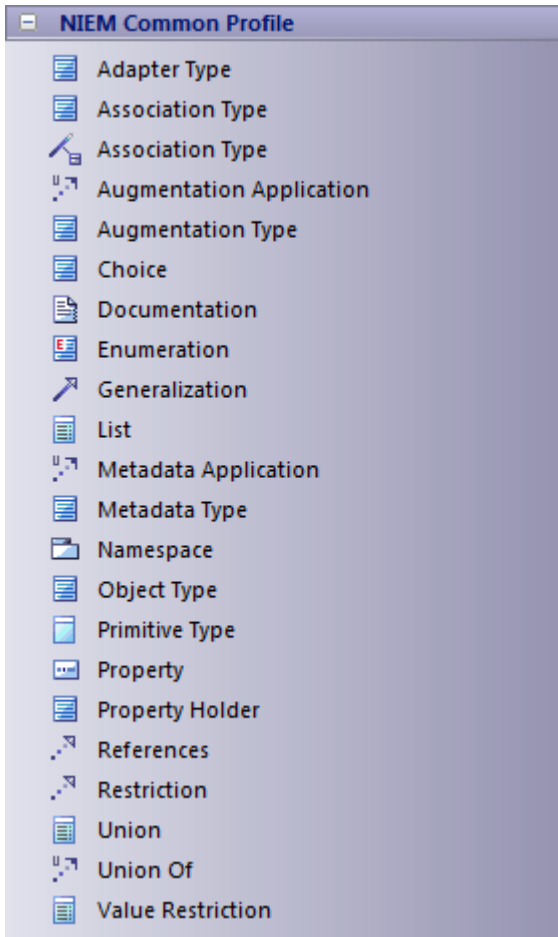 NIEM Common Profile
Adapter Type
Association Type
Association Type
Augmentation Application
Augmentation Type
Choice
Documentation
Enumeration
Generalization
List
Metadata Application
Metadata Type
Namespace
Object Type
Primitive Type
Property
Property Holder
References
Restriction
Union
Union Of
Value Restriction